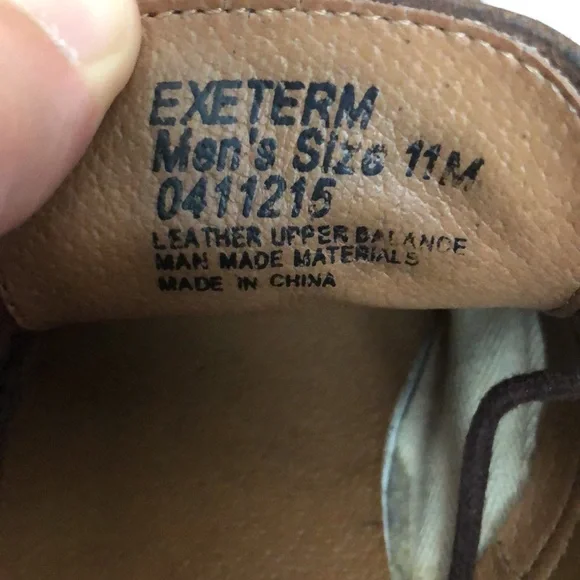 EXETERM
Men's Size 11M
0411215
LEATHER UPPER BALANCE
MAN MADE MATERIALS
MADE IN CHINA